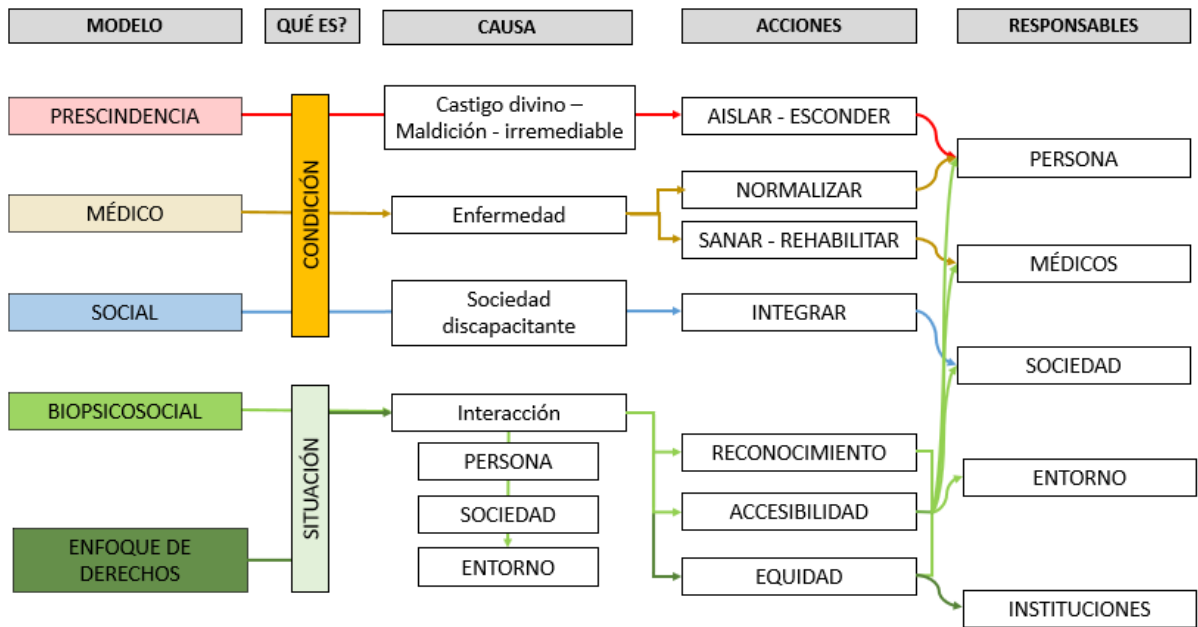 MODELO
QUÉ ES?
CAUSA
ACCIONES
RESPONSABLES
PRESCINDENCIA
MÉDICO
SOCIAL
BIOPSICOSOCIAL
ENFOQUE DE
DERECHOS
CONDICIÓN
SITUACIÓN
Castigo divino –
Maldición - irremediable
Enfermedad
Sociedad
discapacitante
Interacción
PERSONA
SOCIEDAD
ENTORNO
AISLAR - ESCONDER
NORMALIZAR
SANAR - REHABILITAR
INTEGRAR
RECONOCIMIENTO
ACCESIBILIDAD
EQUIDAD
PERSONA
MÉDICOS
SOCIEDAD
ENTORNO
INSTITUCIONES